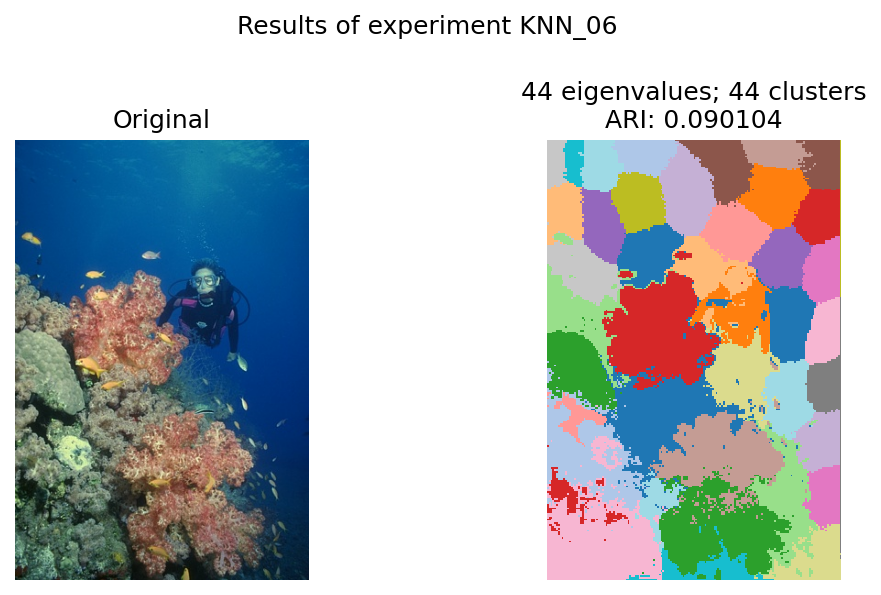 Results of experiment KNN_06
Original
44 eigenvalues; 44 clusters
ARI: 0.090104